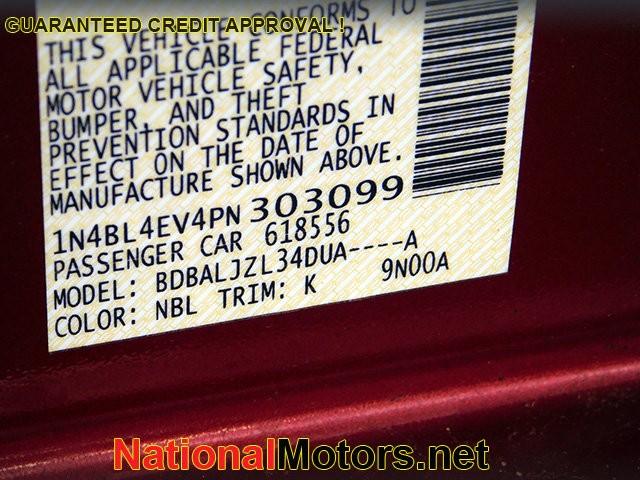 GUARANTEED CREDIT APPROVAL !
THIS VEHICLE CONFORMS TO
ALL APPLICABLE FEDERAL
MOTOR VEHICLE SAFETY,
BUMPER, AND THEFT
PREVENTION STANDARDS IN
EFFECT ON THE DATE OF
MANUFACTURE SHOWN ABOVE.
1N4BL4EV4PN 303099
PASSENGER CAR 618556
MODEL: BDBALJZL34DUA----A
COLOR: NBL TRIM: K 9N00A
NationalMotors.net